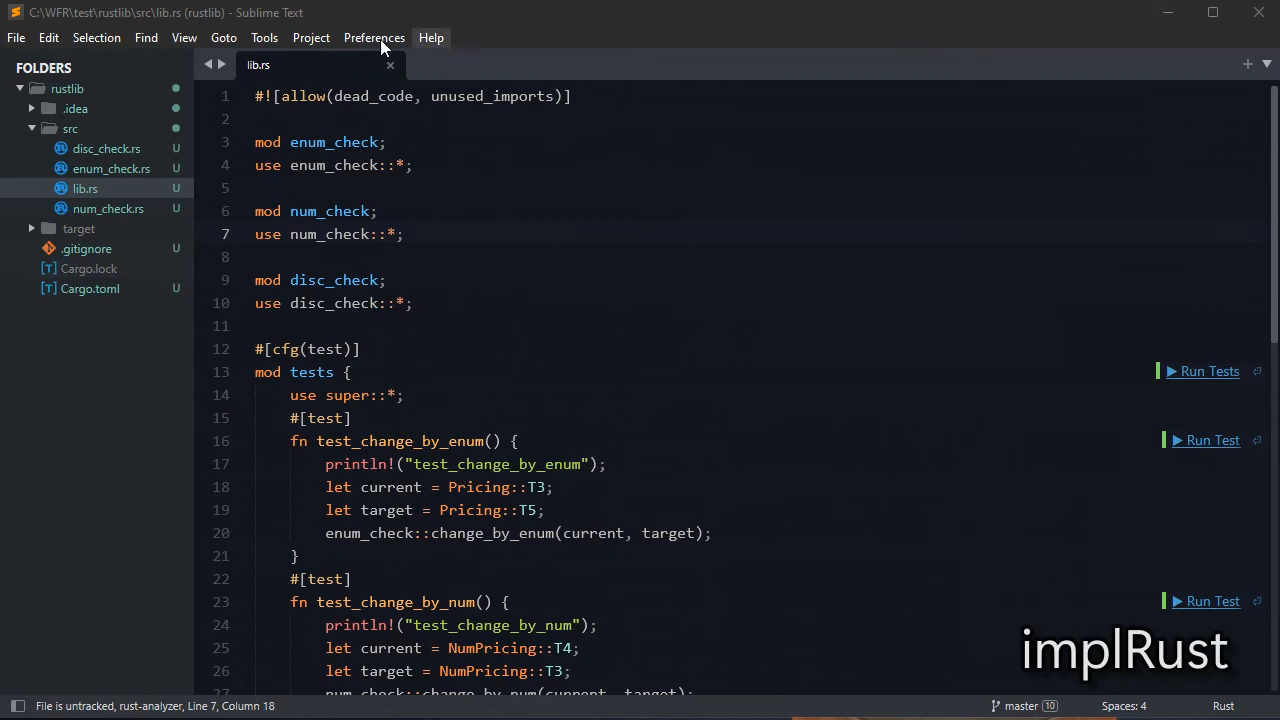 C:\WFR\test\rustlib\src\lib.rs (rustlib) - Sublime Text
File Edit Selection Find View Goto Tools Project Preferences Help
FOLDERS
rustlib
.idea
src
disc_check.rs U
enum_check.rs U
lib.rs U
num_check.rs U
target
.gitignore U
Cargo.lock
Cargo.toml U
lib.rs
1 #![allow(dead_code, unused_imports)]
2
3 mod enum_check;
4 use enum_check::*;
5
6 mod num_check;
7 use num_check::*;
8
9 mod disc_check;
10 use disc_check::*;
11
12 #[cfg(test)]
13 mod tests { Run Tests
14 use super::*;
15 #[test]
16 fn test_change_by_enum() { Run Test
17 println!("test_change_by_enum");
18 let current = Pricing::T3;
19 let target = Pricing::T5;
20 enum_check::change_by_enum(current, target);
21 }
22 #[test]
23 fn test_change_by_num() { Run Test
24 println!("test_change_by_num");
25 let current = NumPricing::T4;
26 let target = NumPricing::T3;
27 num_check::change_by_num(current, target);
implRust
File is untracked, rust-analyzer, Line 7, Column 18 master 10 Spaces: 4 Rust